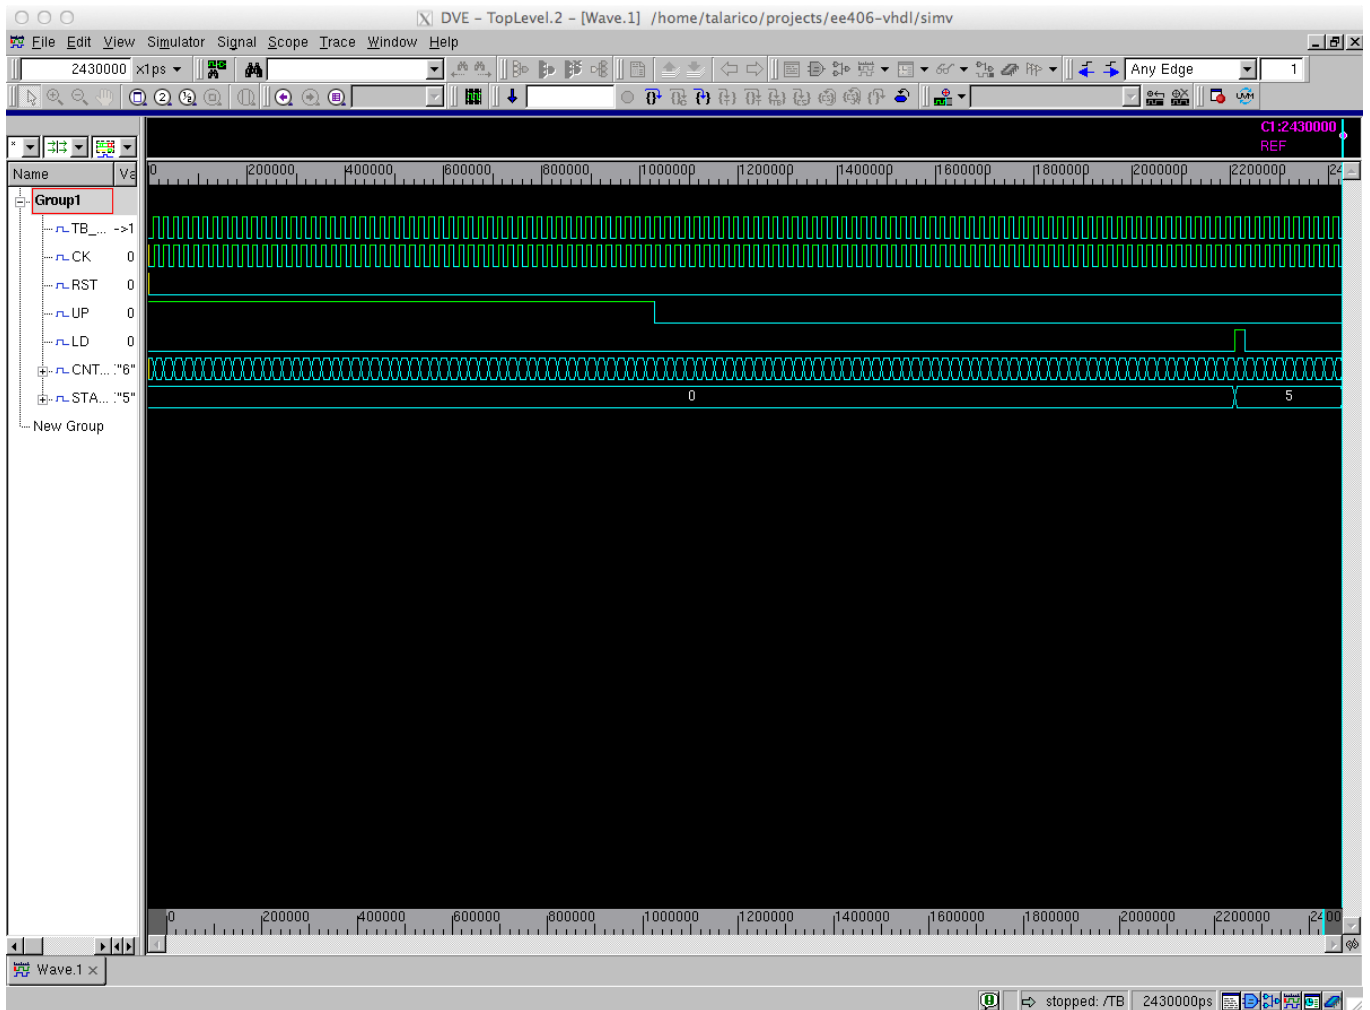 DVE - TopLevel.2 - [Wave.1] /home/talarico/projects/ee406-vhdl/simv
File Edit View Simulator Signal Scope Trace Window Help
2430000 x1ps Any Edge 1
C1:2430000
REF
Name Va 0 200000 400000 600000 800000 1000000 1200000 1400000 1600000 1800000 2000000 2200000 24
Group1
TB_... ->1
CK 0
RST 0
UP 0
LD 0
CNT... "6"
STA... "5" 0 5
New Group
0 200000 400000 600000 800000 1000000 1200000 1400000 1600000 1800000 2000000 2200000
Wave.1
stopped: /TB 2430000ps